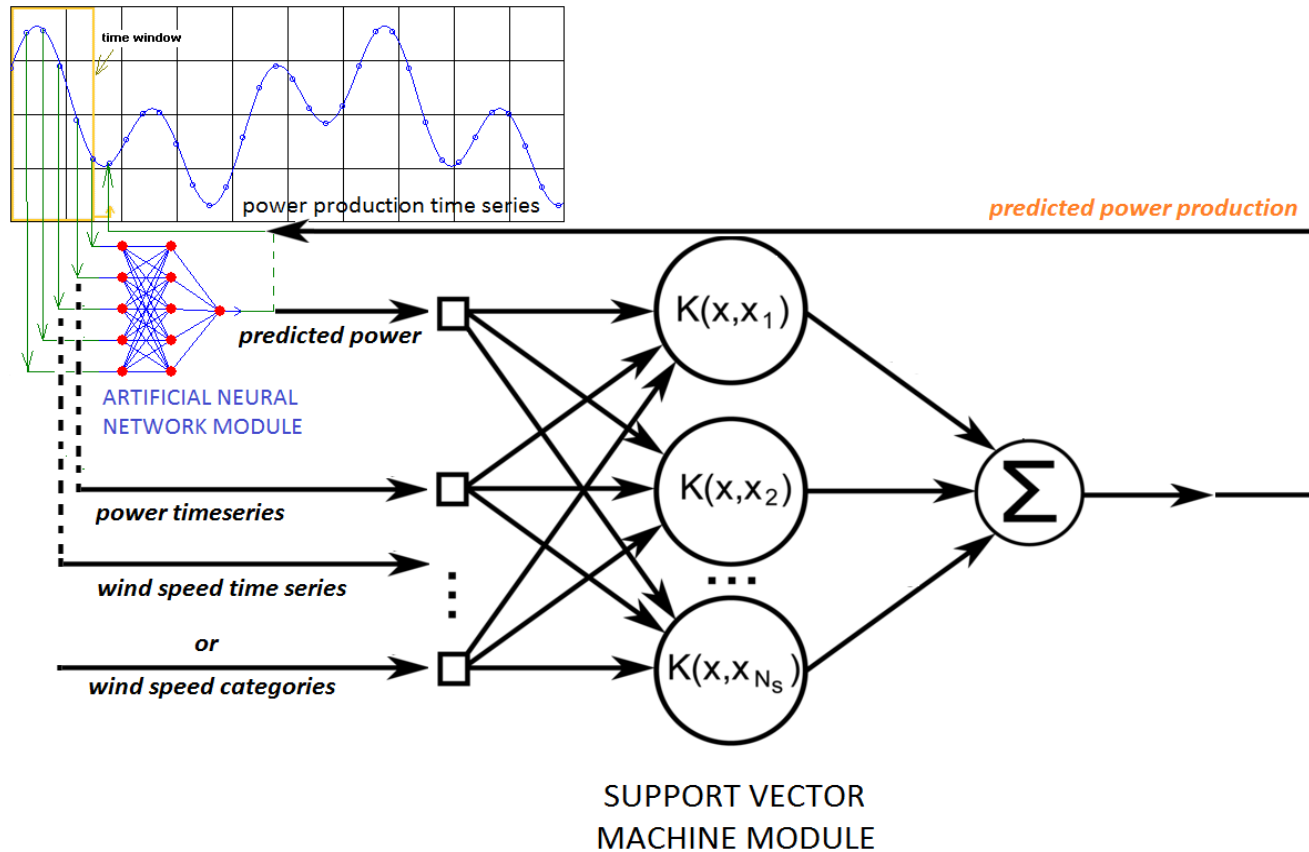 time window
power production time series
predicted power production
predicted power
ARTIFICIAL NEURAL
NETWORK MODULE
power timeseries
wind speed time series
or
wind speed categories
K(x,x₁)
K(x,x₂)
...
K(x,x_Nₛ)
Σ
SUPPORT VECTOR
MACHINE MODULE